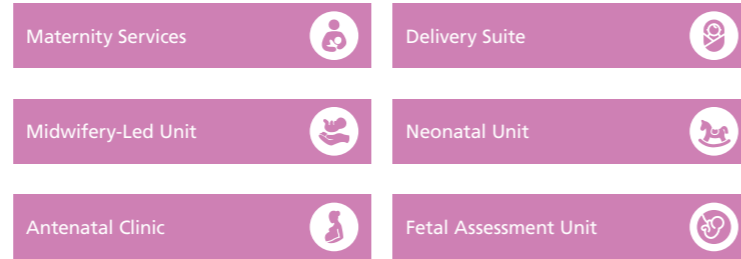 Maternity Services
Delivery Suite
Midwifery-Led Unit
Neonatal Unit
Antenatal Clinic
Fetal Assessment Unit